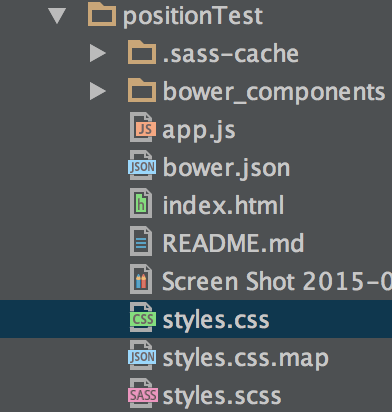 positionTest
.sass-cache
bower_components
JS app.js
JSON bower.json
h index.html
README.md
Screen Shot 2015-0
CSS styles.css
JSON styles.css.map
SASS styles.scss